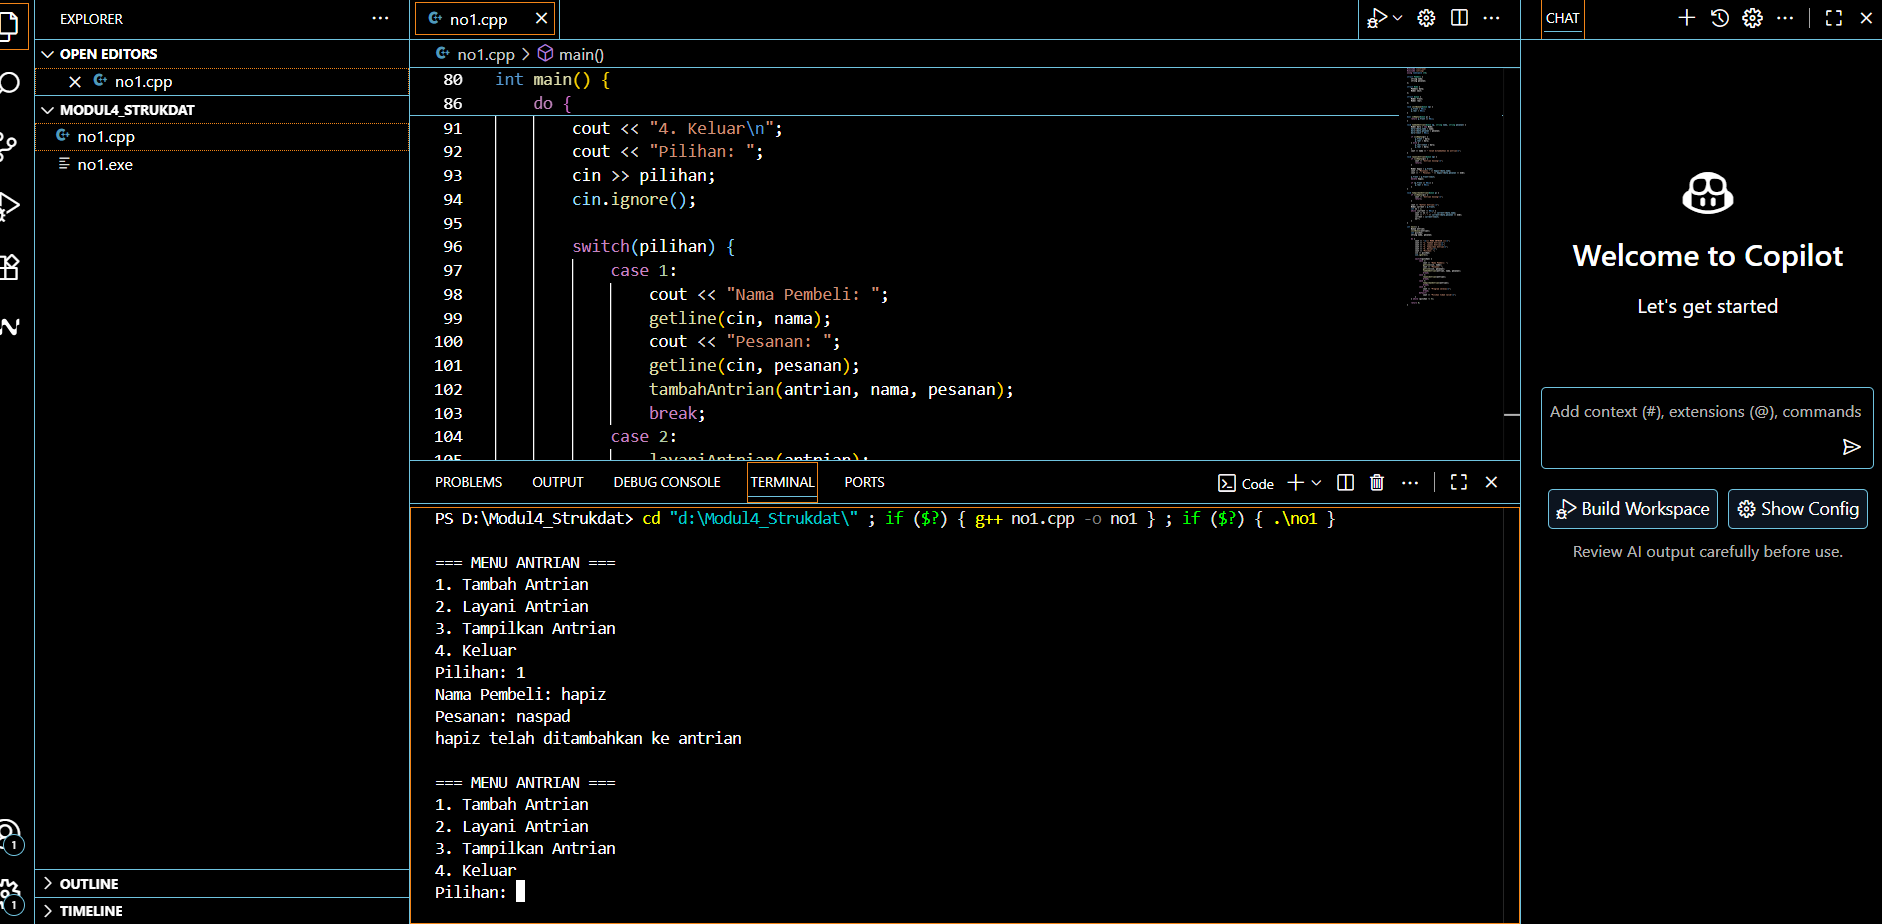 EXPLORER
OPEN EDITORS
no1.cpp
MODUL4_STRUKDAT
no1.cpp
no1.exe
OUTLINE
TIMELINE
1
1
no1.cpp
no1.cpp > main()
80 int main() {
86 do {
91 cout << "4. Keluar\n";
92 cout << "Pilihan: ";
93 cin >> pilihan;
94 cin.ignore();
95
96 switch(pilihan) {
97 case 1:
98 cout << "Nama Pembeli: ";
99 getline(cin, nama);
100 cout << "Pesanan: ";
101 getline(cin, pesanan);
102 tambahAntrian(antrian, nama, pesanan);
103 break;
104 case 2:
105 layaniAntrian(antrian);
PROBLEMS OUTPUT DEBUG CONSOLE TERMINAL PORTS
Code
PS D:\Modul4_Strukdat> cd "d:\Modul4_Strukdat\" ; if ($?) { g++ no1.cpp -o no1 } ; if ($?) { .\no1 }
=== MENU ANTRIAN ===
1. Tambah Antrian
2. Layani Antrian
3. Tampilkan Antrian
4. Keluar
Pilihan: 1
Nama Pembeli: hapiz
Pesanan: naspad
hapiz telah ditambahkan ke antrian
=== MENU ANTRIAN ===
1. Tambah Antrian
2. Layani Antrian
3. Tampilkan Antrian
4. Keluar
Pilihan:
CHAT
Welcome to Copilot
Let's get started
Add context (#), extensions (@), commands
Build Workspace
Show Config
Review AI output carefully before use.